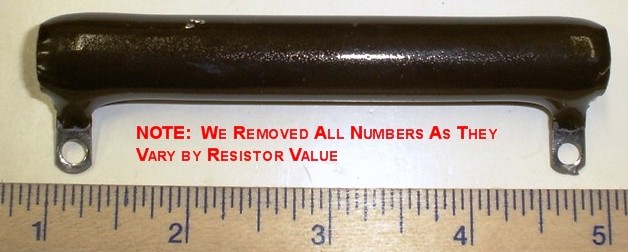 NOTE: WE REMOVED ALL NUMBERS AS THEY
VARY BY RESISTOR VALUE
1 2 3 4 5